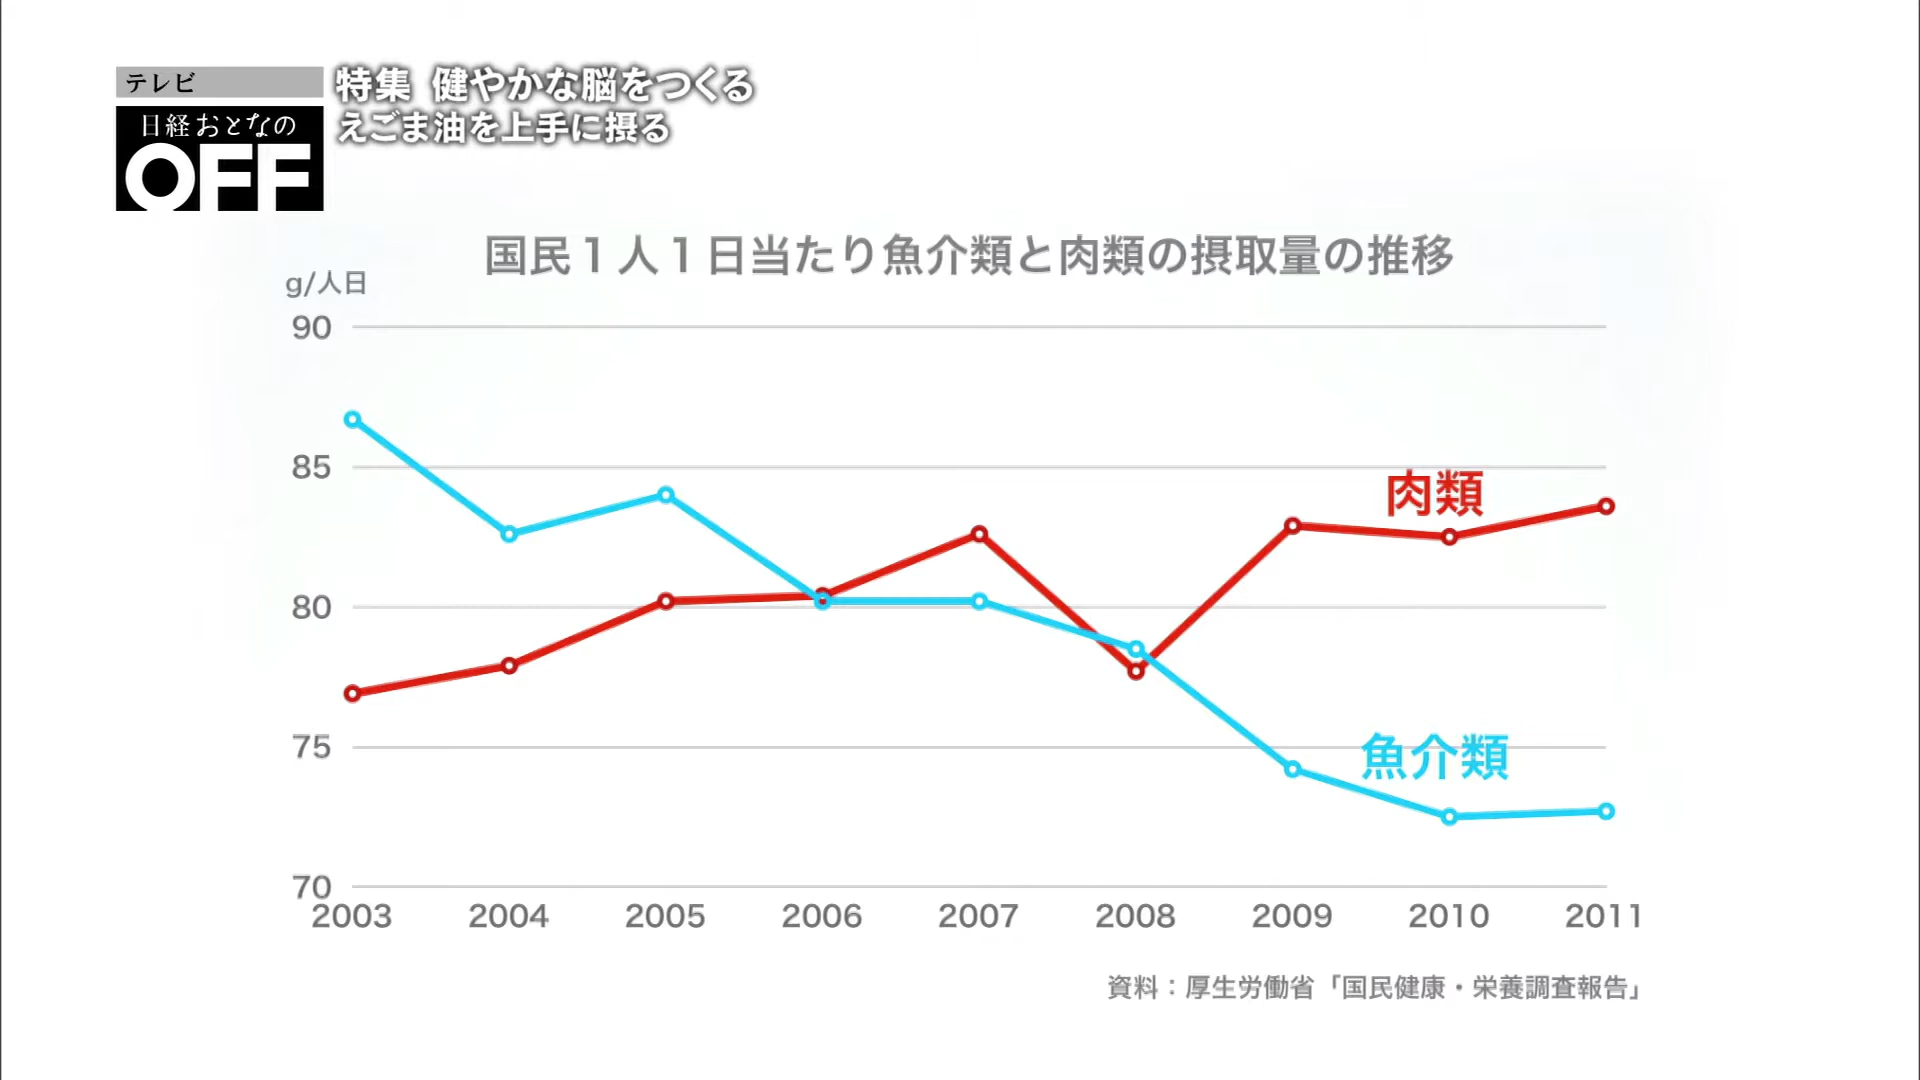 テレビ
日経おとなの
OFF
特集 健やかな脳をつくる
えごま油を上手に摂る
国民１人１日当たり魚介類と肉類の摂取量の推移
g/人日
90
85
80
75
70
肉類
魚介類
2003 2004 2005 2006 2007 2008 2009 2010 2011
資料：厚生労働省「国民健康・栄養調査報告」